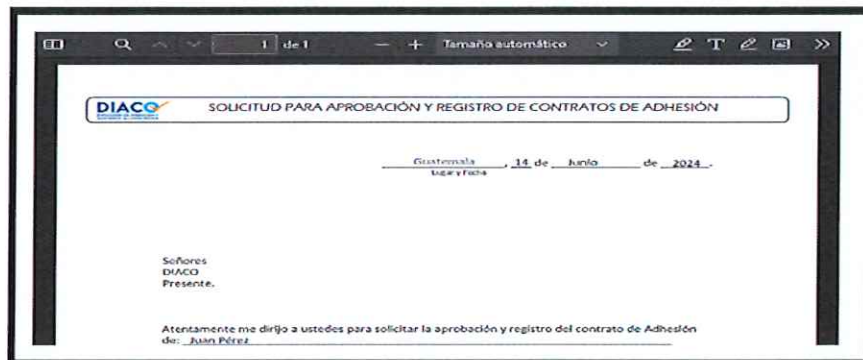 1 de 1 — + Tamaño automático
DIACO
SOLICITUD PARA APROBACIÓN Y REGISTRO DE CONTRATOS DE ADHESIÓN
Guatemala, 14 de Junio de 2024.
Lugar y Fecha
Señores
DIACO
Presente.
Atentamente me dirijo a ustedes para solicitar la aprobación y registro del contrato de Adhesión
de: Juan Pérez